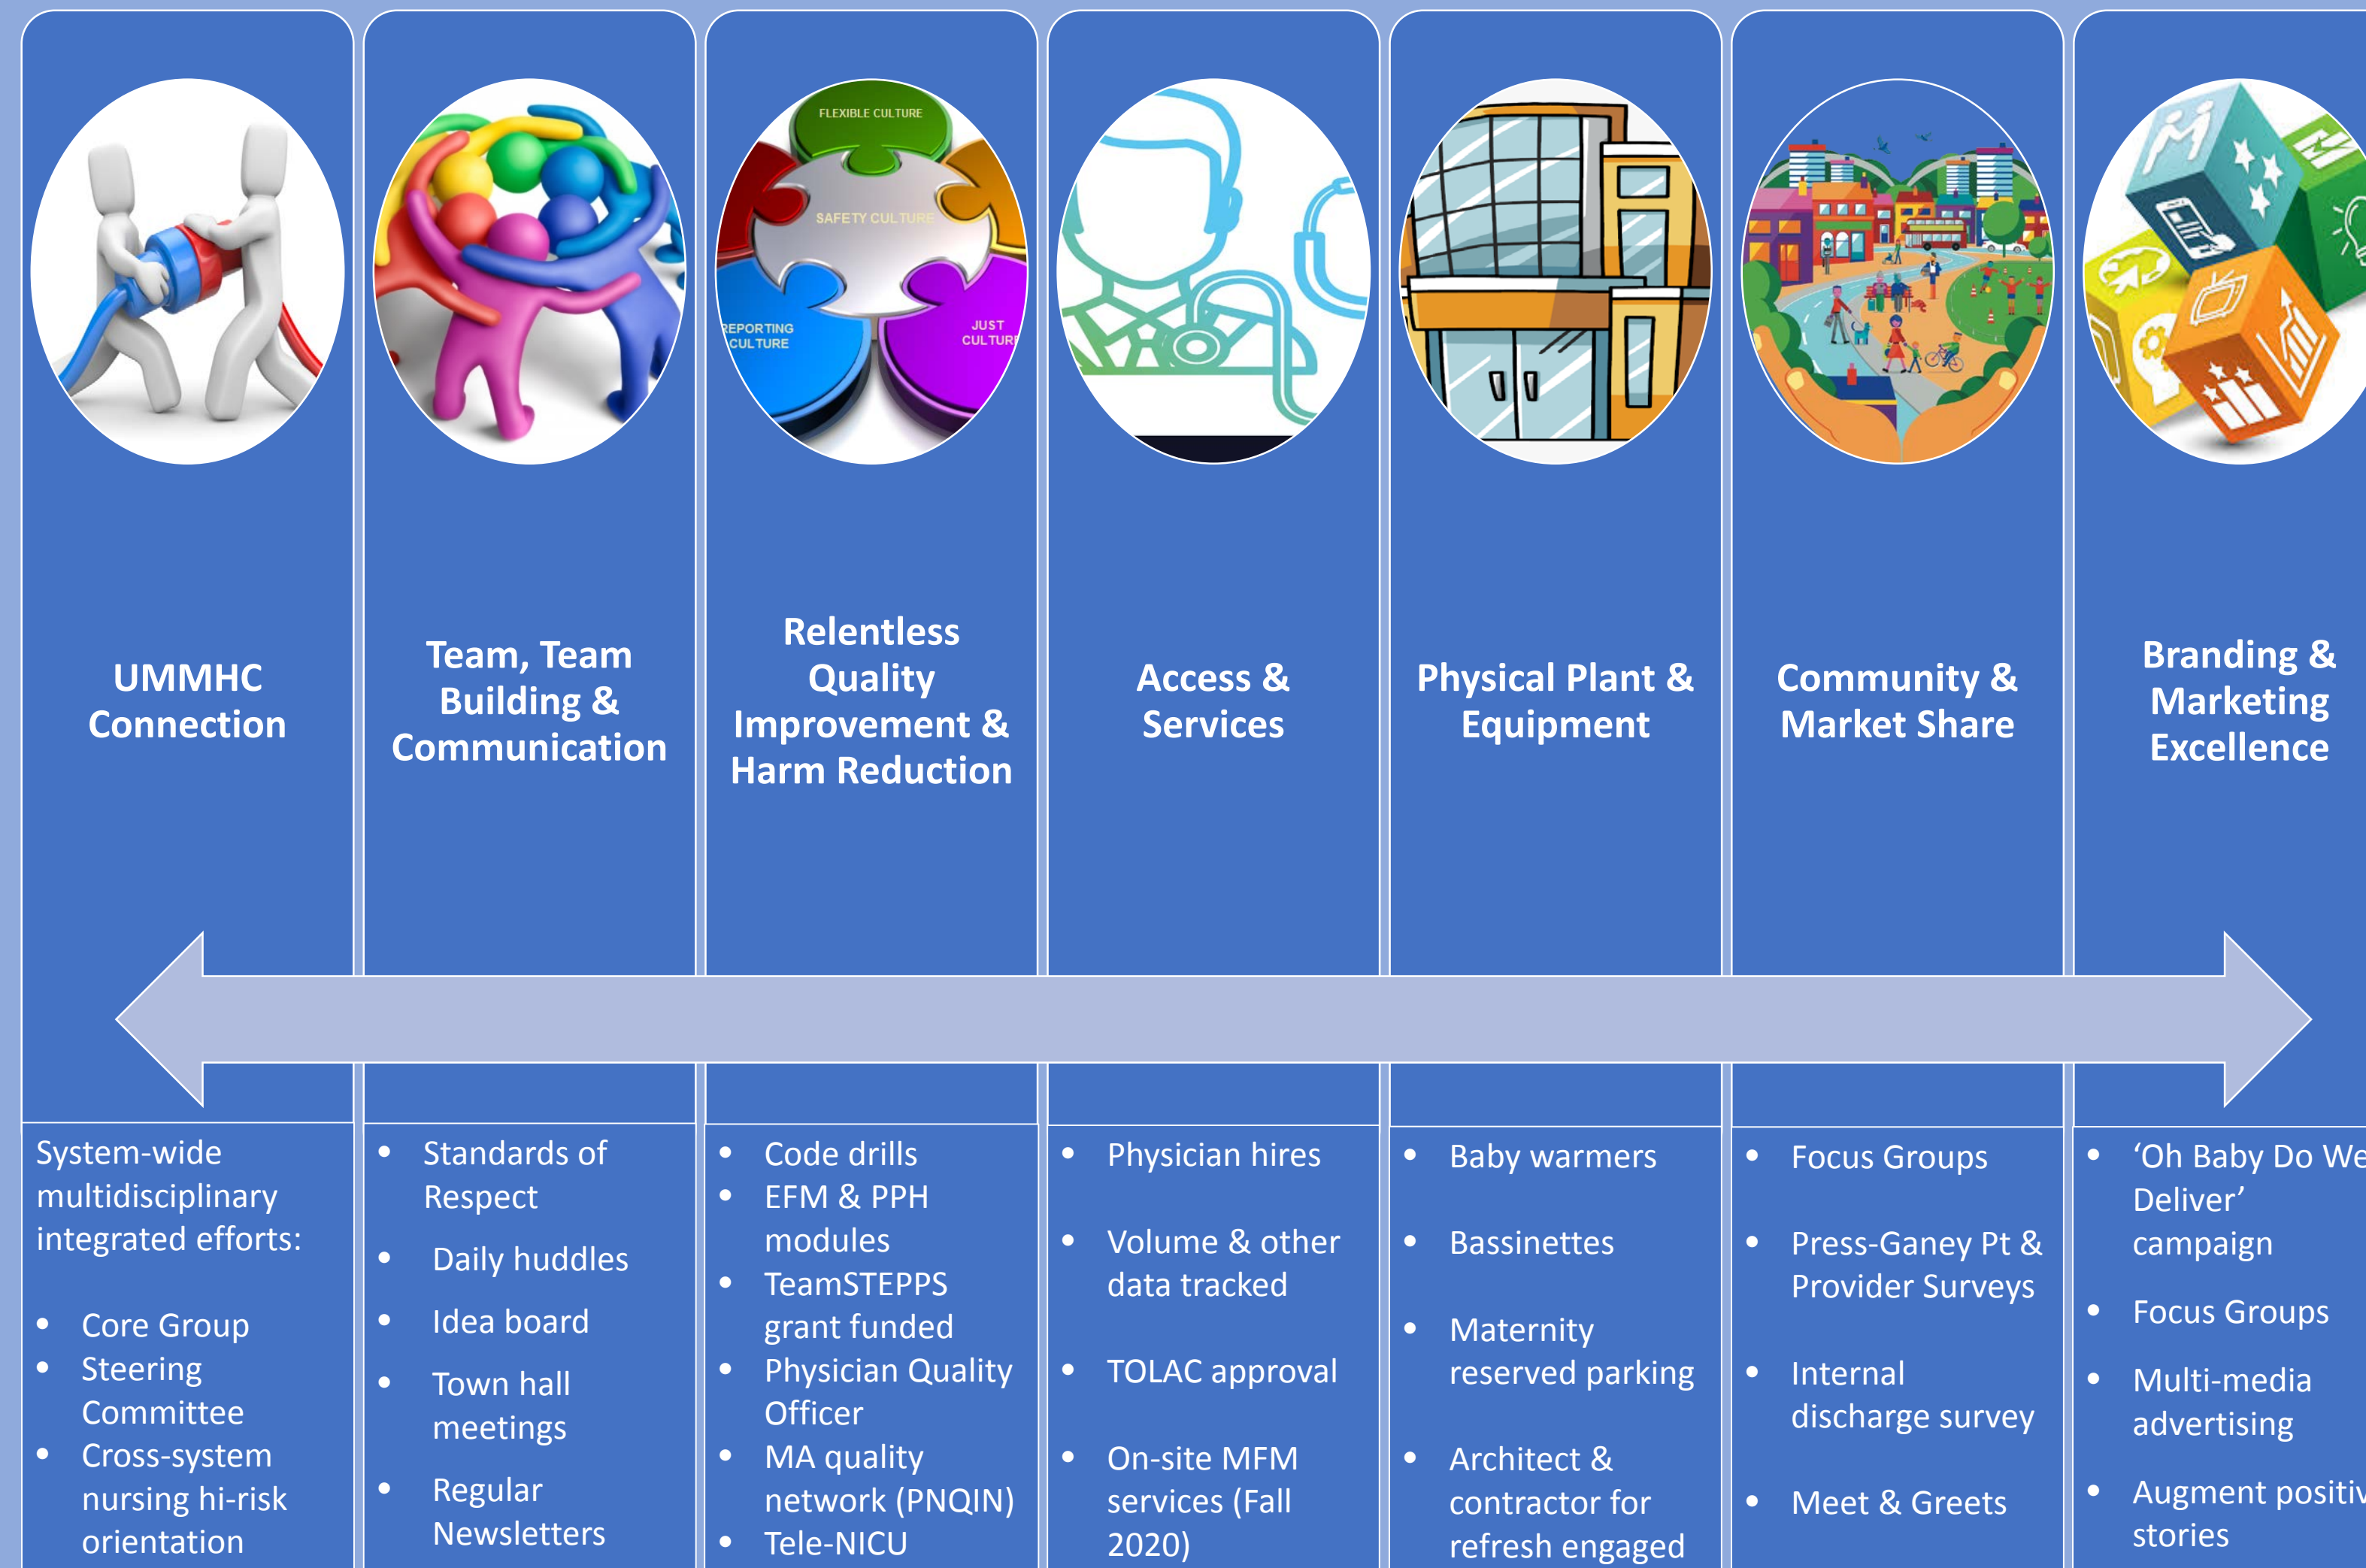 FLEXIBLE CULTURE
SAFETY CULTURE
REPORTING
CULTURE
JUST
CULTURE
UMMHC
Connection
Team, Team
Building &
Communication
Relentless
Quality
Improvement &
Harm Reduction
Access &
Services
Physical Plant &
Equipment
Community &
Market Share
Branding &
Marketing
Excellence
System-wide
multidisciplinary
integrated efforts:
• Core Group
• Steering
Committee
• Cross-system
nursing hi-risk
orientation
• Standards of
Respect
• Daily huddles
• Idea board
• Town hall
meetings
• Regular
Newsletters
• Code drills
• EFM & PPH
modules
• TeamSTEPPS
grant funded
• Physician Quality
Officer
• MA quality
network (PNQIN)
• Tele-NICU
• Physician hires
• Volume & other
data tracked
• TOLAC approval
• On-site MFM
services (Fall
2020)
• Baby warmers
• Bassinettes
• Maternity
reserved parking
• Architect &
contractor for
refresh engaged
• Focus Groups
• Press-Ganey Pt &
Provider Surveys
• Internal
discharge survey
• Meet & Greets
• ‘Oh Baby Do We
Deliver’
campaign
• Focus Groups
• Multi-media
advertising
• Augment positiv
stories